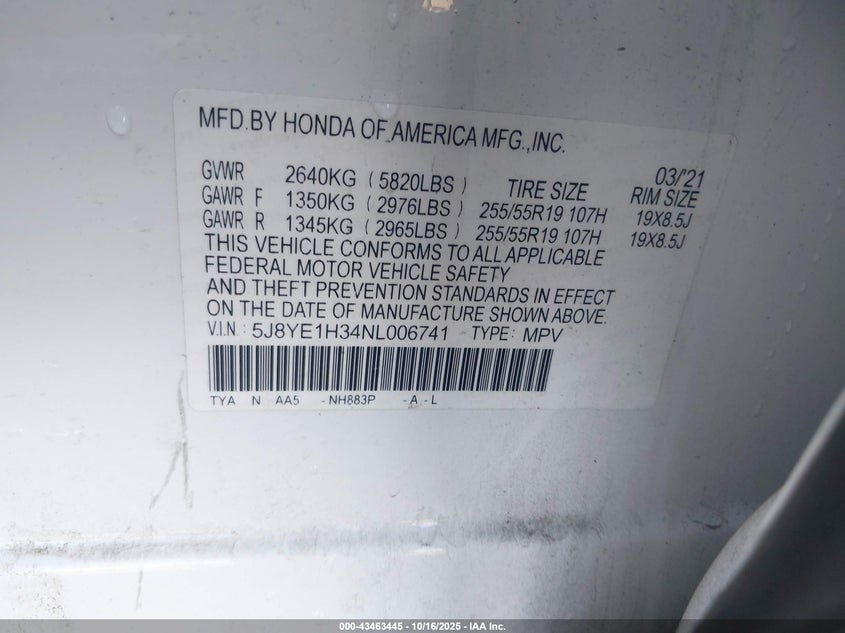 MFD.BY HONDA OF AMERICA MFG.,INC.
03/'21
GVWR 2640KG (5820LBS) TIRE SIZE RIM SIZE
GAWR F 1350KG (2976LBS) 255/55R19 107H 19X8.5J
GAWR R 1345KG (2965LBS) 255/55R19 107H 19X8.5J
THIS VEHICLE CONFORMS TO ALL APPLICABLE
FEDERAL MOTOR VEHICLE SAFETY
AND THEFT PREVENTION STANDARDS IN EFFECT
ON THE DATE OF MANUFACTURE SHOWN ABOVE.
V.I.N: 5J8YE1H34NL006741 TYPE: MPV
TYA N AA5 -NH883P -A-L
000-43463445 - 10/16/2025 - IAA Inc.